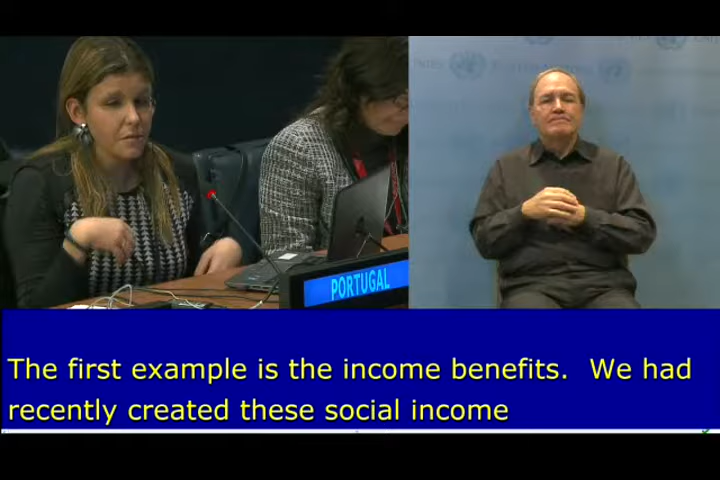 PORTUGAL
The first example is the income benefits.  We had
recently created these social income